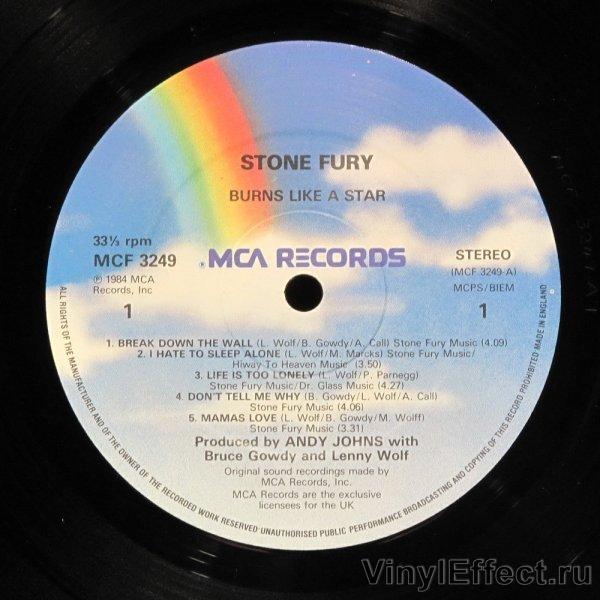 STONE FURY
BURNS LIKE A STAR
33⅓ rpm
MCF 3249
℗ 1984 MCA
Records, Inc
1
MCA RECORDS
STEREO
(MCF 3249-A)
MCPS/BIEM
1
1. BREAK DOWN THE WALL (L. Wolf/B. Gowdy/A. Call) Stone Fury Music (4.09)
2. I HATE TO SLEEP ALONE (L. Wolf/M. Marcks) Stone Fury Music/
Hiway To Heaven Music (3.50)
3. LIFE IS TOO LONELY (L. Wolf/P. Parnegg)
Stone Fury Music/Dr. Glass Music (4.27)
4. DON'T TELL ME WHY (B. Gowdy/L. Wolf/A. Call)
Stone Fury Music (4.06)
5. MAMAS LOVE (L. Wolf/B. Gowdy/M. Wolff)
Stone Fury Music (3.31)
Produced by ANDY JOHNS with
Bruce Gowdy and Lenny Wolf
Original sound recordings made by
MCA Records, Inc.
MCA Records are the exclusive
licensees for the UK
ALL RIGHTS OF THE MANUFACTURER AND OF THE OWNER OF THE RECORDED WORK RESERVED UNAUTHORISED PUBLIC PERFORMANCE BROADCASTING AND COPYING OF THIS RECORD PROHIBITED MADE IN ENGLAND
VinylEffect.ru